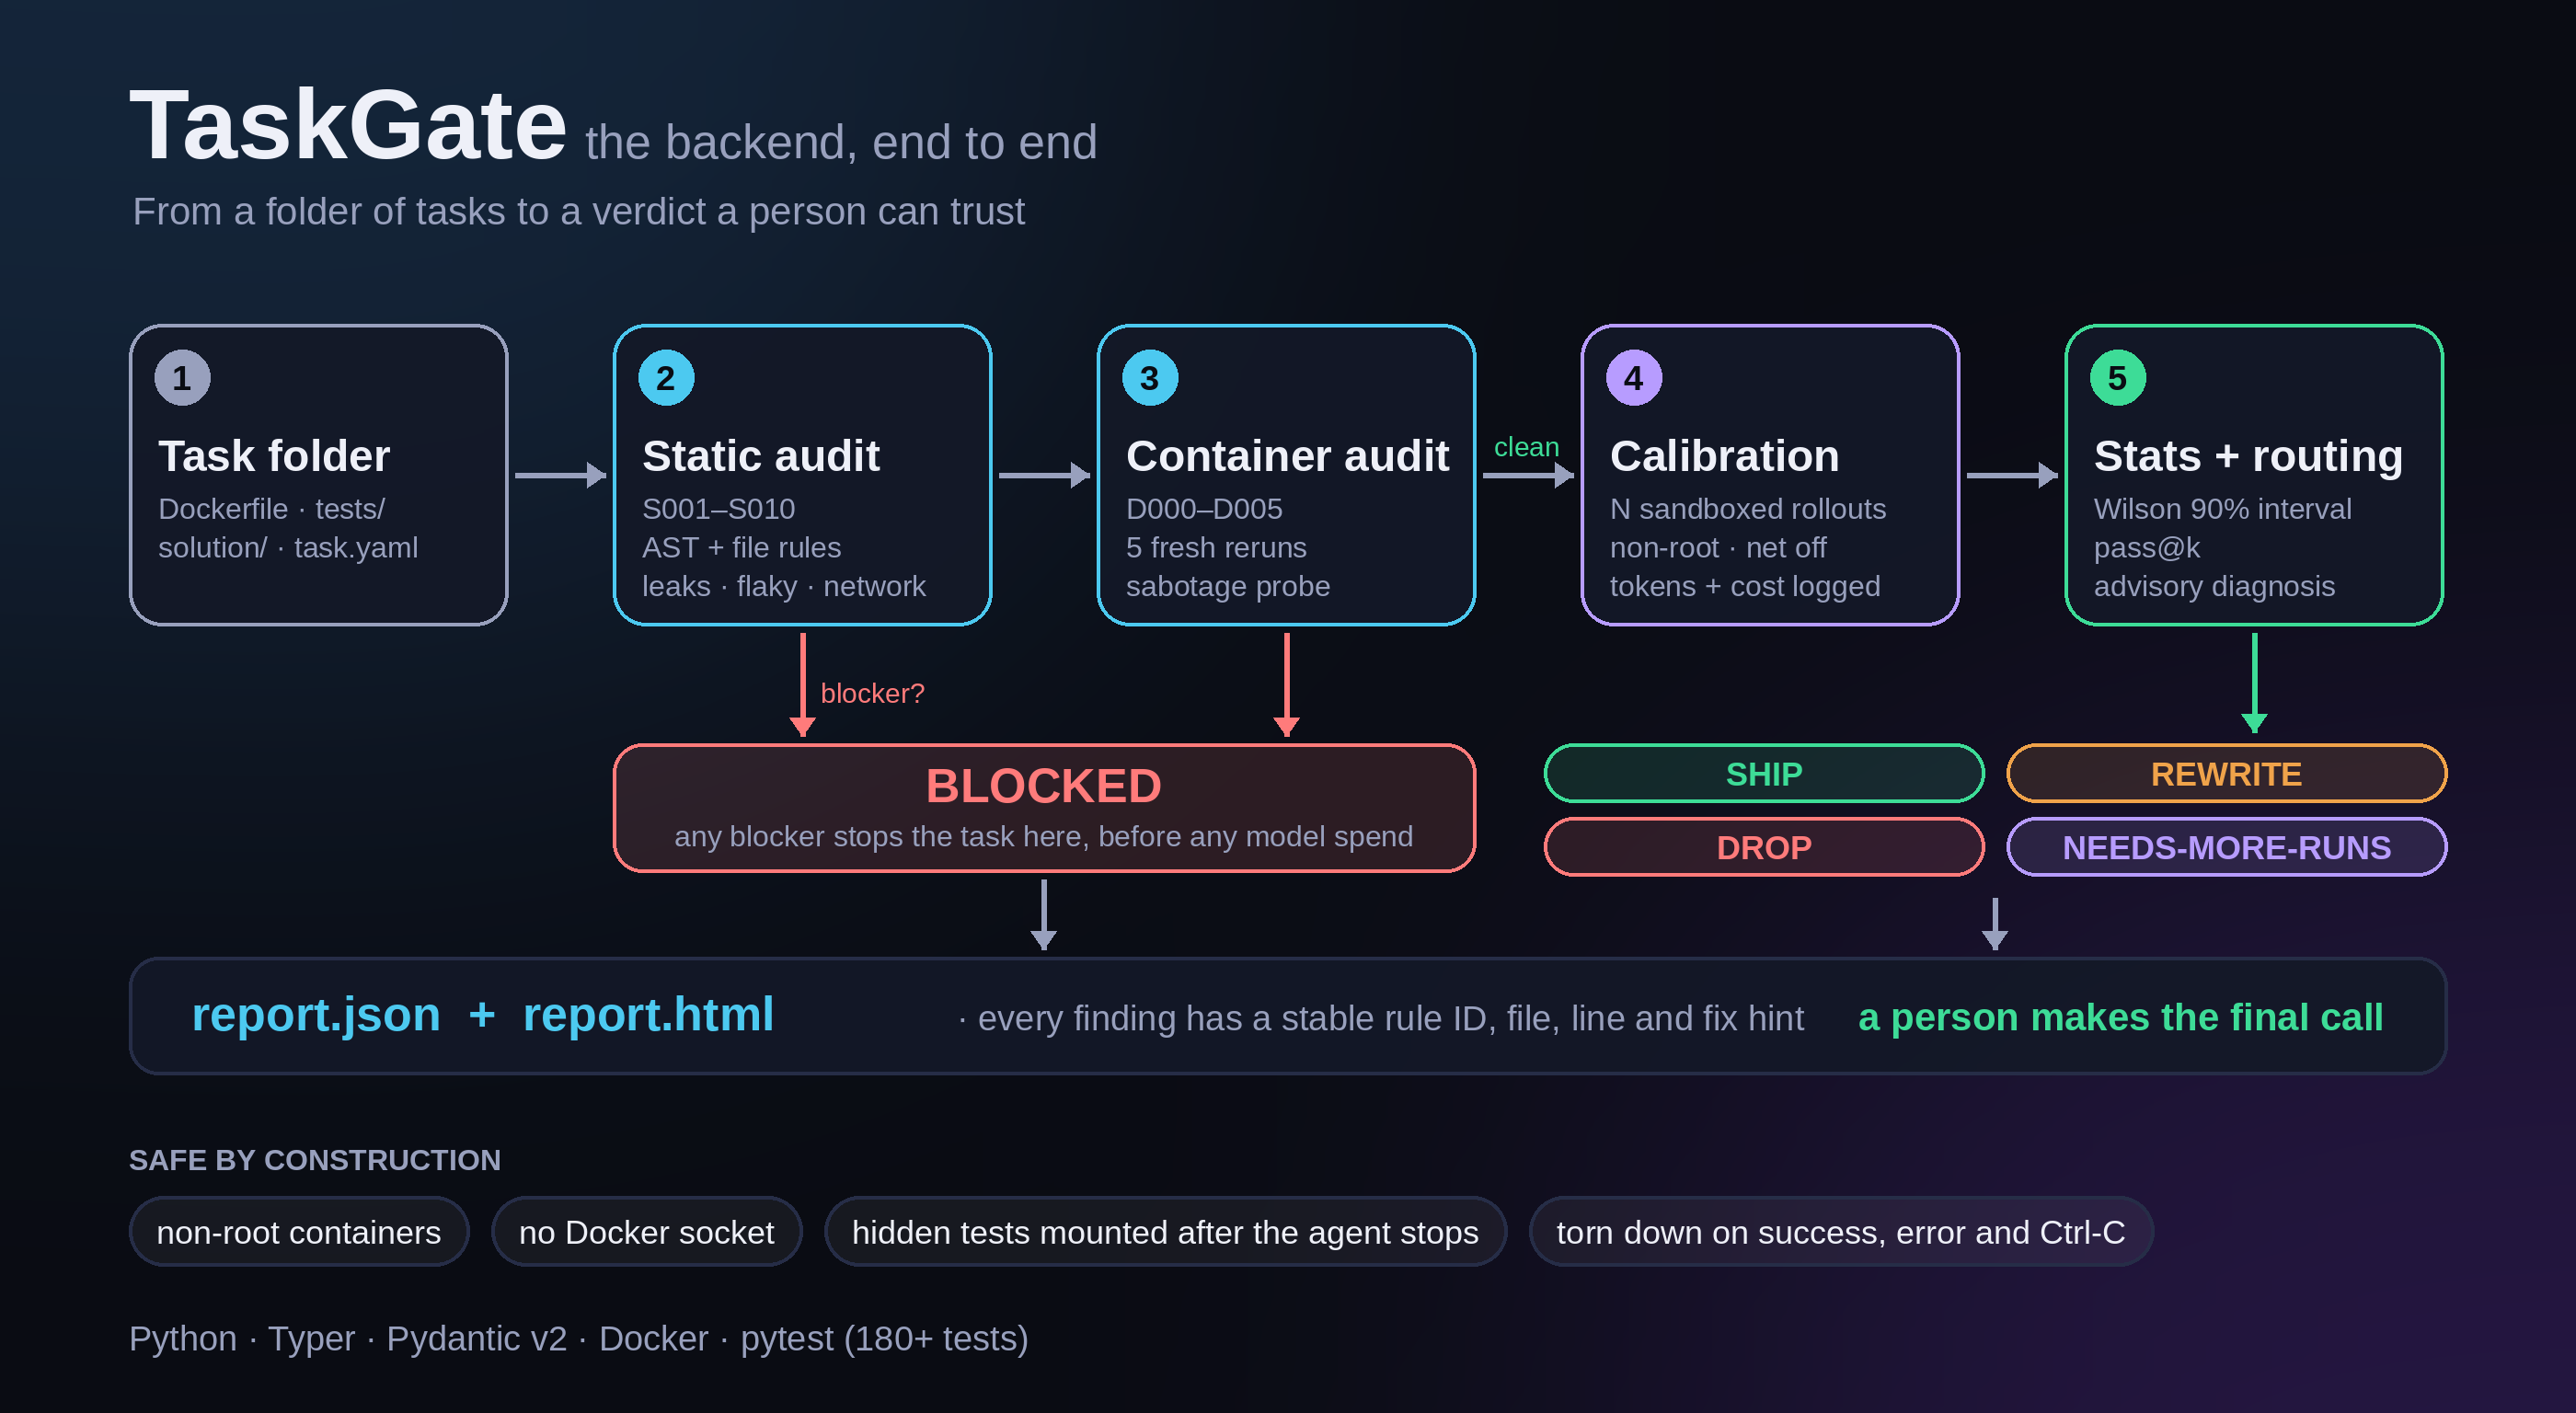 TaskGate the backend, end to end
From a folder of tasks to a verdict a person can trust
1
Task folder
Dockerfile · tests/
solution/ · task.yaml
2
Static audit
S001–S010
AST + file rules
leaks · flaky · network
3
Container audit
D000–D005
5 fresh reruns
sabotage probe
clean
4
Calibration
N sandboxed rollouts
non-root · net off
tokens + cost logged
5
Stats + routing
Wilson 90% interval
pass@k
advisory diagnosis
blocker?
BLOCKED
any blocker stops the task here, before any model spend
SHIP
REWRITE
DROP
NEEDS-MORE-RUNS
report.json + report.html · every finding has a stable rule ID, file, line and fix hint a person makes the final call
SAFE BY CONSTRUCTION
non-root containers
no Docker socket
hidden tests mounted after the agent stops
torn down on success, error and Ctrl-C
Python · Typer · Pydantic v2 · Docker · pytest (180+ tests)